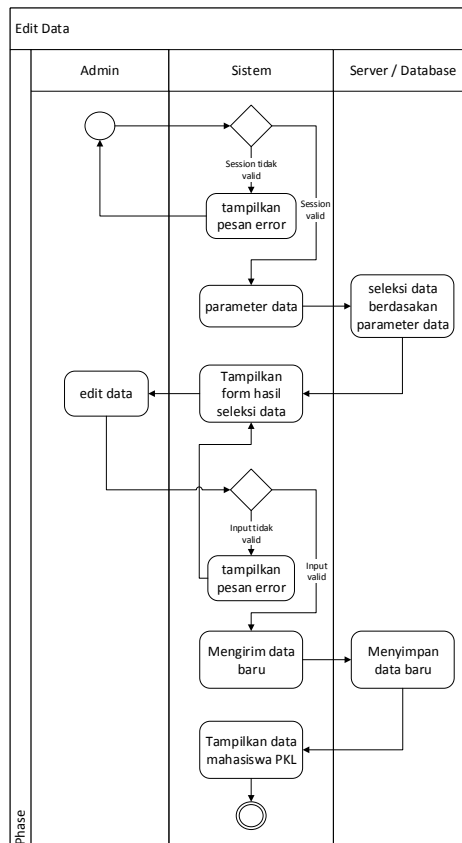 Edit Data
Admin
Sistem
Server / Database
Session tidak
valid
Session
valid
tampilkan
pesan error
parameter data
seleksi data
berdasakan
parameter data
Tampilkan
form hasil
seleksi data
edit data
Input tidak
valid
Input
valid
tampilkan
pesan error
Mengirim data
baru
Menyimpan
data baru
Tampilkan data
mahasiswa PKL
Phase